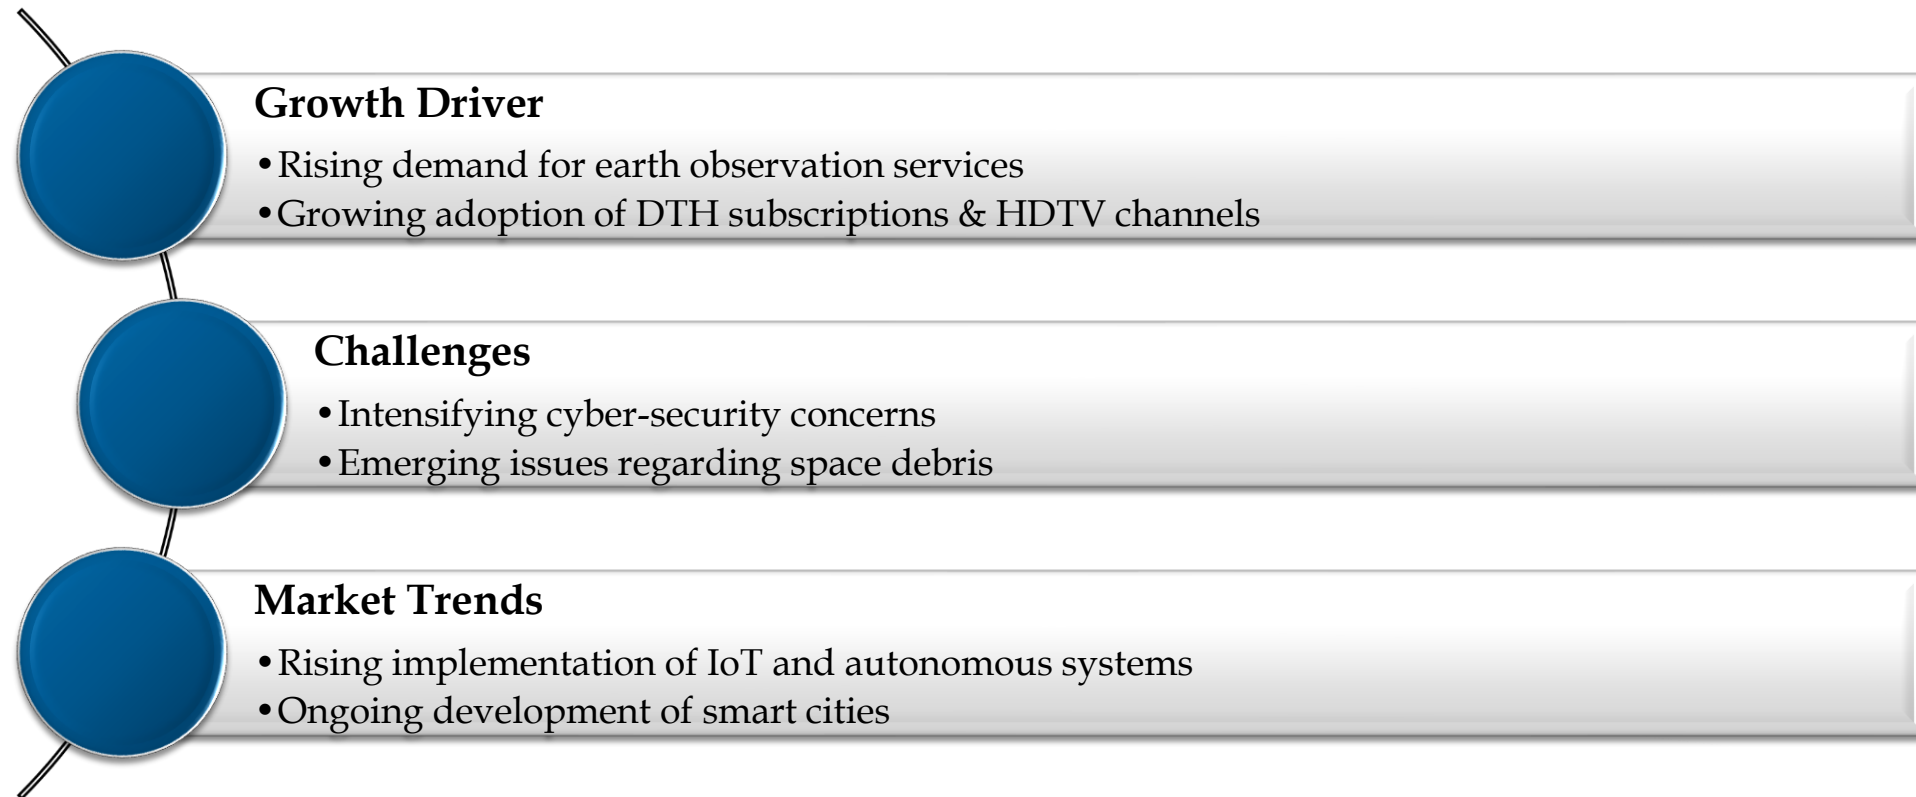 Growth Driver
•Rising demand for earth observation services
•Growing adoption of DTH subscriptions & HDTV channels
Challenges
•Intensifying cyber-security concerns
•Emerging issues regarding space debris
Market Trends
•Rising implementation of IoT and autonomous systems
•Ongoing development of smart cities